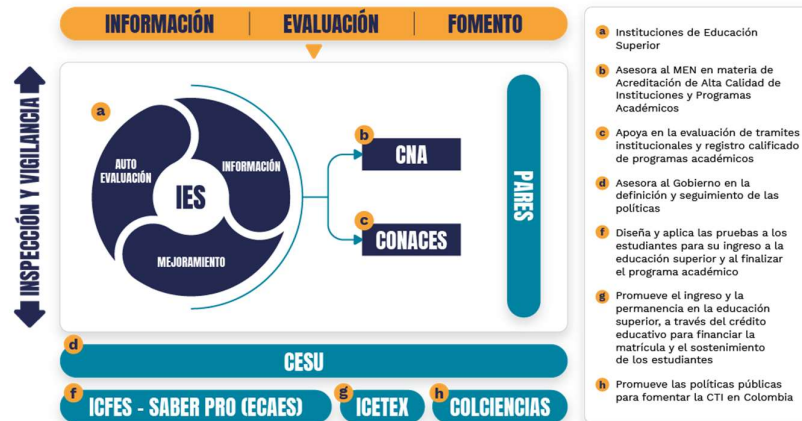 INFORMACIÓN
EVALUACIÓN
FOMENTO
INSPECCIÓN Y VIGILANCIA
a
AUTO
EVALUACIÓN
INFORMACIÓN
IES
MEJORAMIENTO
b
CNA
c
CONACES
PARES
d
CESU
f
ICFES - SABER PRO (ECAES)
g
ICETEX
h
COLCIENCIAS
a Instituciones de Educación
Superior
b Asesora al MEN en materia de
Acreditación de Alta Calidad de
Instituciones y Programas
Académicos
c Apoya en la evaluación de tramites
institucionales y registro calificado
de programas académicos
d Asesora al Gobierno en la
definición y seguimiento de las
políticas
f Diseña y aplica las pruebas a los
estudiantes para su ingreso a la
educación superior y al finalizar
el programa académico
g Promueve el ingreso y la
permanencia en la educación
superior, a través del crédito
educativo para financiar la
matrícula y el sostenimiento
de los estudiantes
h Promueve las políticas públicas
para fomentar la CTI en Colombia